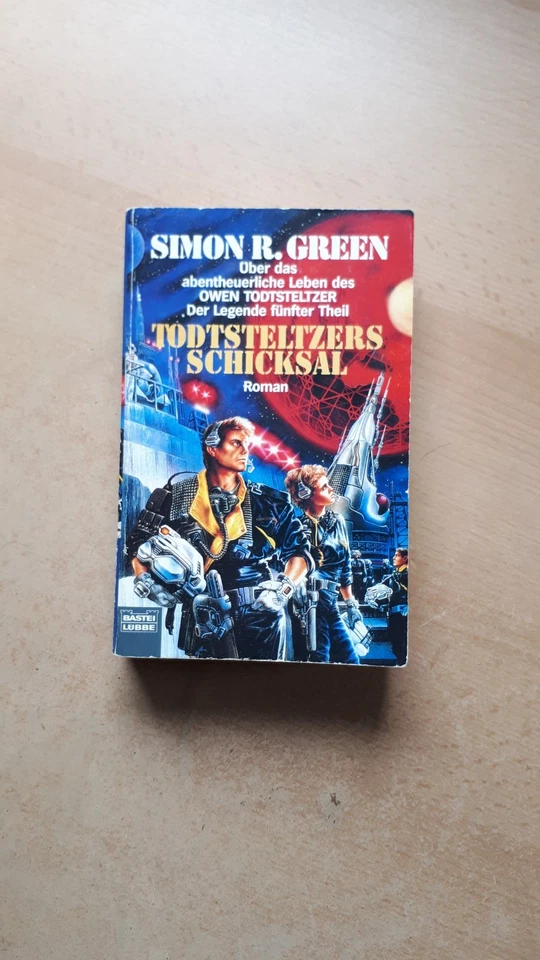 SIMON R. GREEN
Über das
abentheuerliche Leben des
OWEN TODTSTELTZER
Der Legende fünfter Theil
TODTSTELTZERS
SCHICKSAL
Roman
BASTEI
LÜBBE